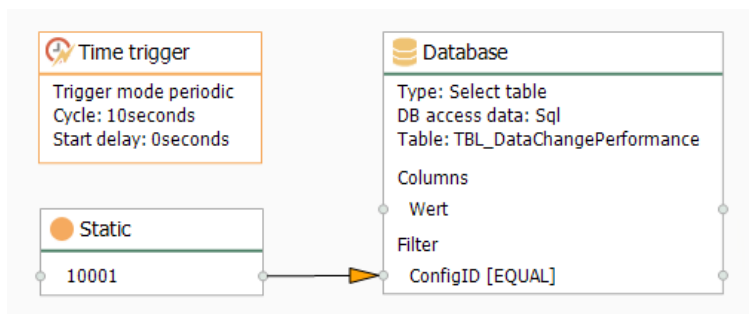 Time trigger
Trigger mode periodic
Cycle: 10seconds
Start delay: 0seconds
Static
10001
Database
Type: Select table
DB access data: Sql
Table: TBL_DataChangePerformance
Columns
Wert
Filter
ConfigID [EQUAL]